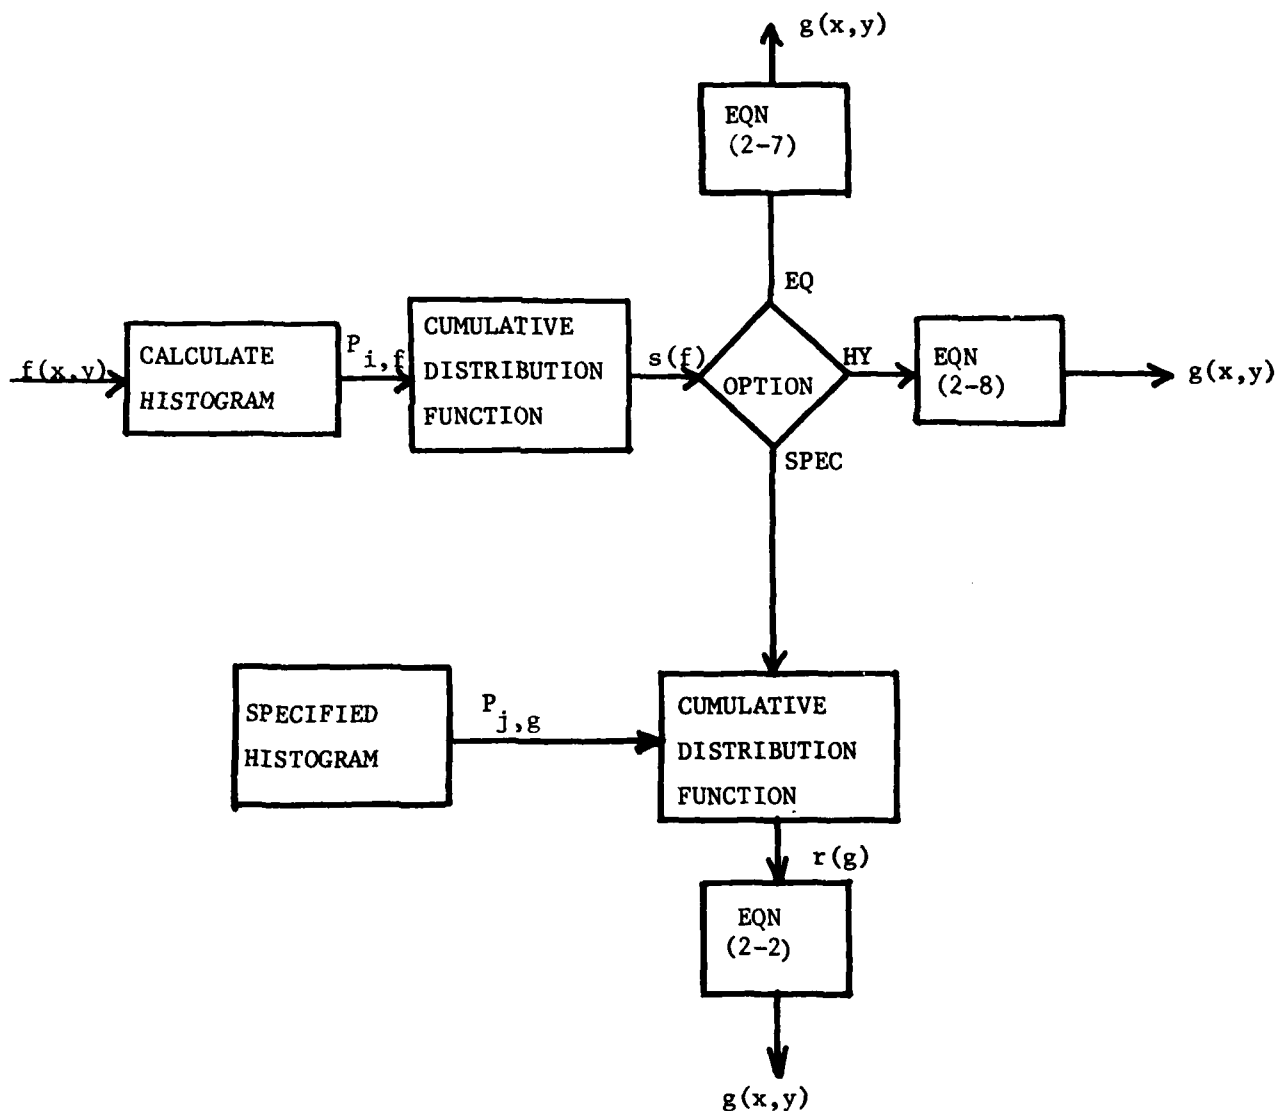 g(x,y)
EQN
(2-7)
EQ
f(x,y)
CALCULATE
HISTOGRAM
P i,f
CUMULATIVE
DISTRIBUTION
FUNCTION
s(f)
OPTION
HY
EQN
(2-8)
g(x,y)
SPEC
SPECIFIED
HISTOGRAM
P j,g
CUMULATIVE
DISTRIBUTION
FUNCTION
r(g)
EQN
(2-2)
g(x,y)